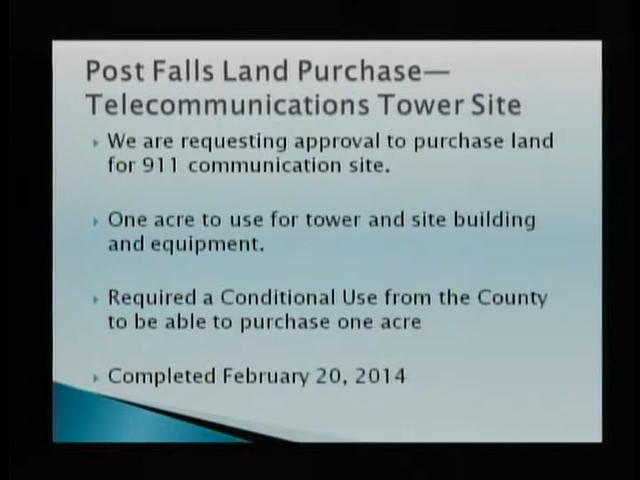 Post Falls Land Purchase—
Telecommunications Tower Site
We are requesting approval to purchase land
for 911 communication site.
One acre to use for tower and site building
and equipment.
Required a Conditional Use from the County
to be able to purchase one acre
Completed February 20, 2014